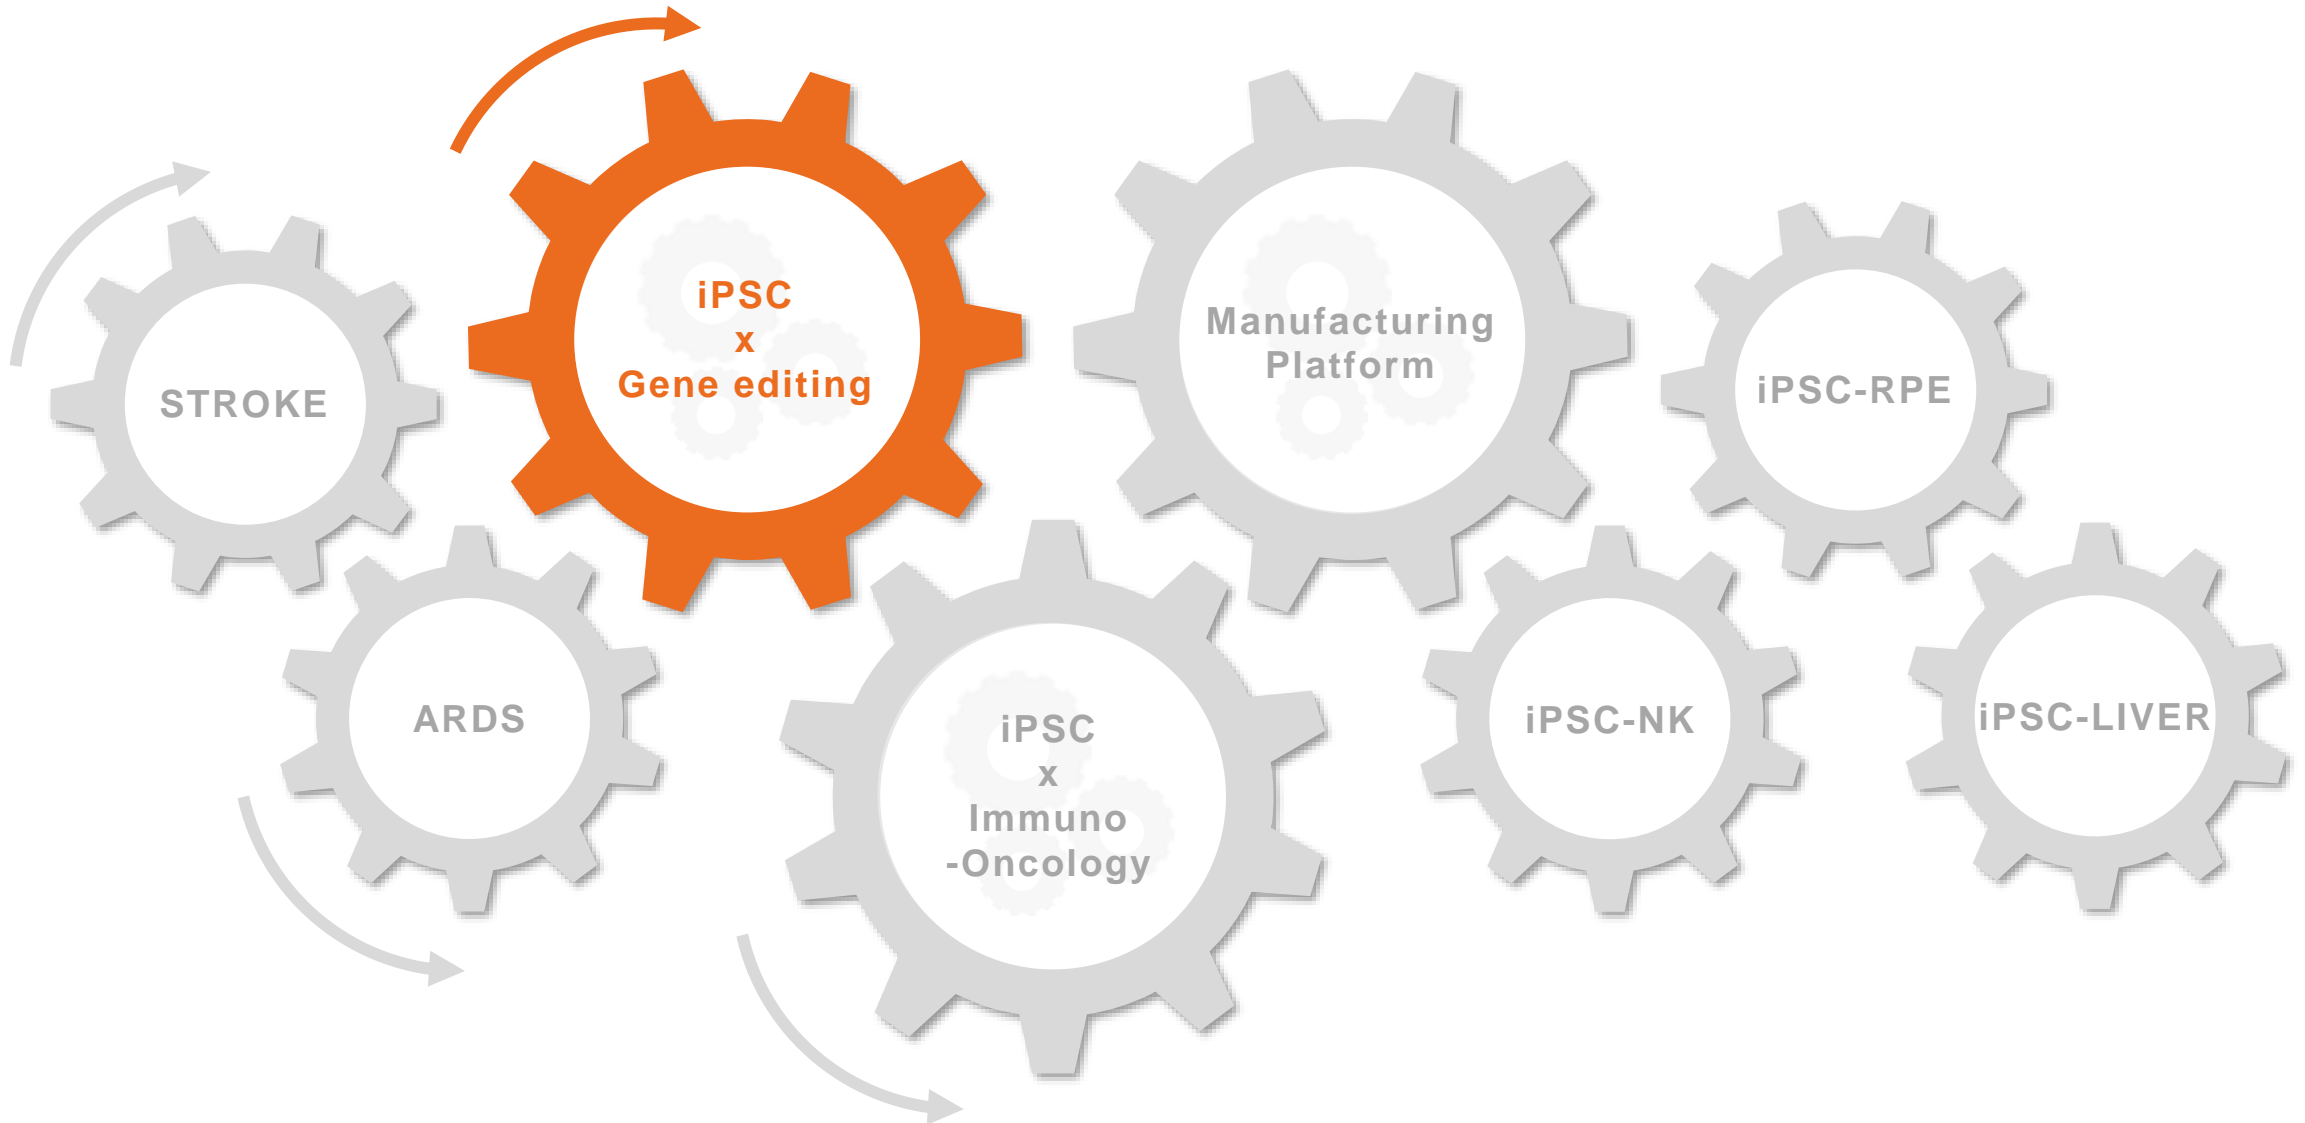 STROKE
iPSC
x
Gene editing
Manufacturing
Platform
iPSC-RPE
ARDS
iPSC
x
Immuno
-Oncology
iPSC-NK
iPSC-LIVER